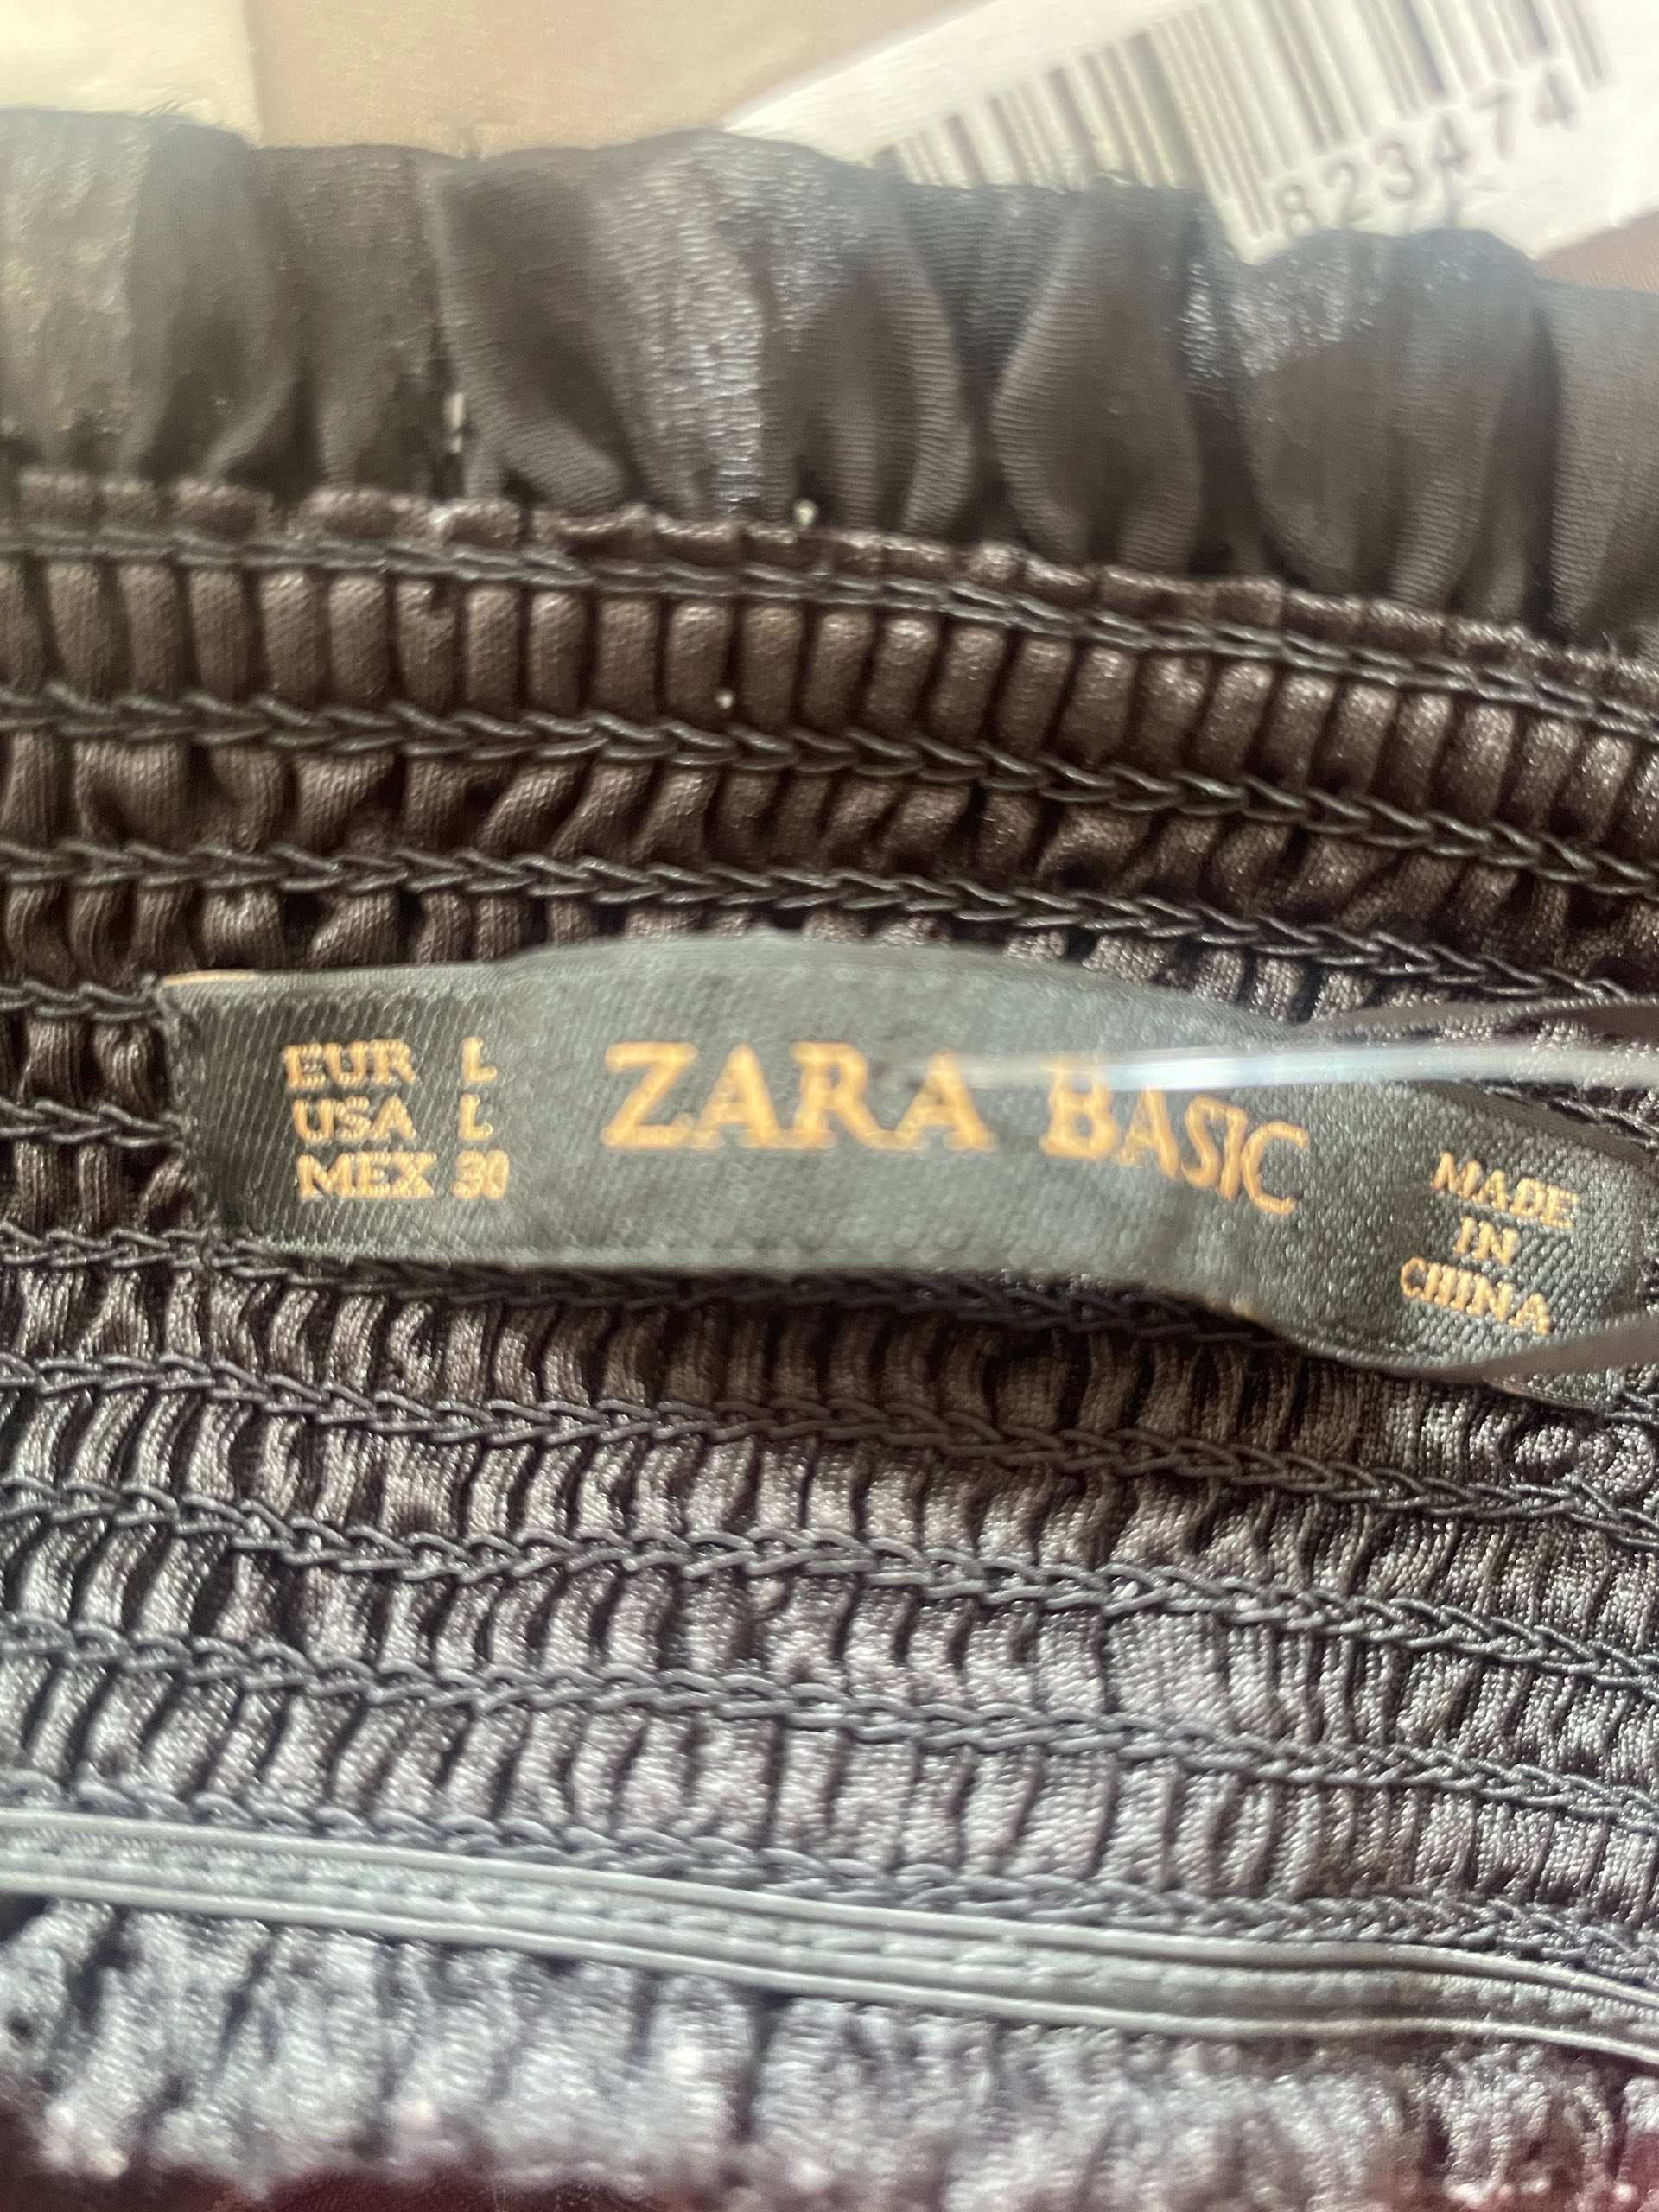 823474
EUR L
USA L
MEX 30
ZARA BASIC
MADE
IN
CHINA